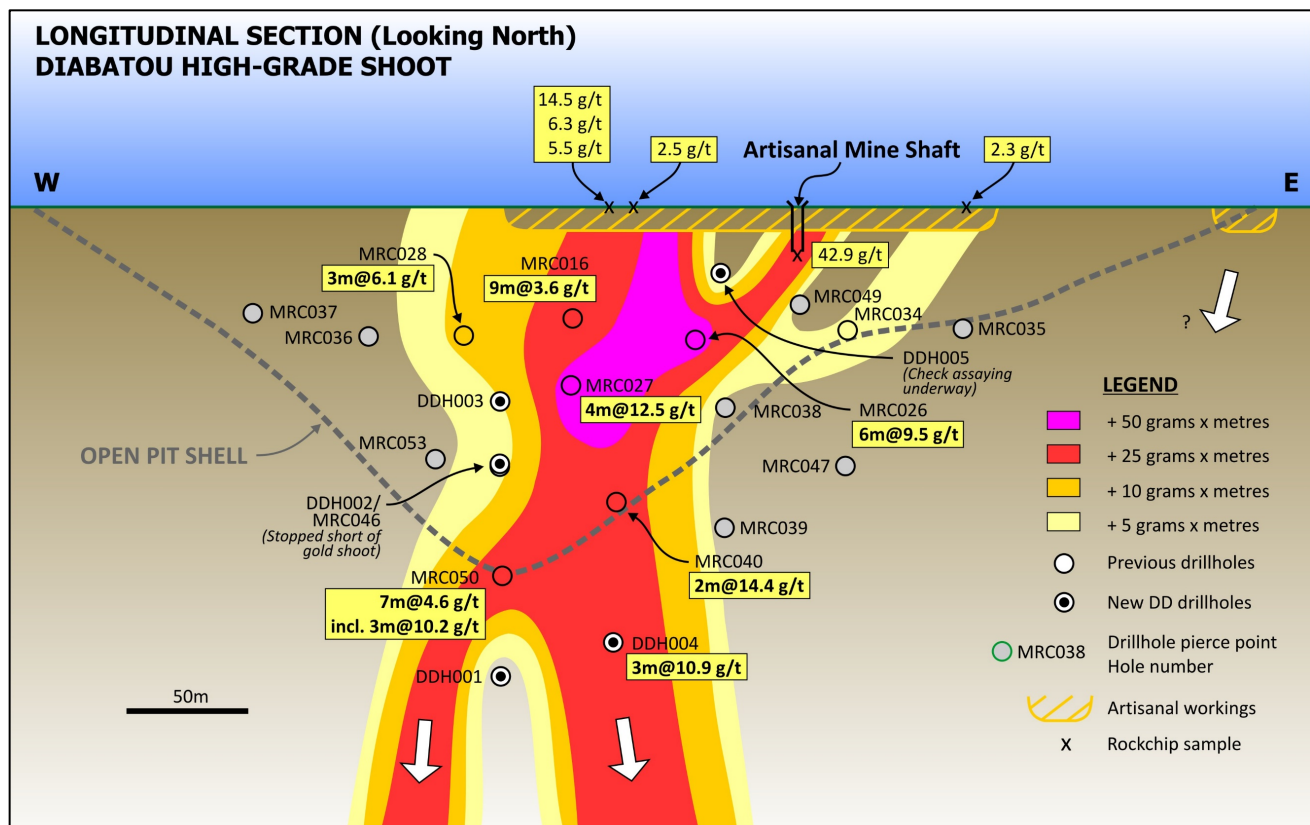 LONGITUDINAL SECTION (Looking North)
DIABATOU HIGH-GRADE SHOOT
14.5 g/t
6.3 g/t
5.5 g/t
2.5 g/t
Artisanal Mine Shaft
2.3 g/t
W
E
MRC028
3m@6.1 g/t
MRC016
9m@3.6 g/t
42.9 g/t
MRC037
MRC036
MRC049
MRC034
MRC035
?
DDH005
(Check assaying
underway)
DDH003
MRC027
4m@12.5 g/t
MRC038
MRC026
6m@9.5 g/t
MRC053
OPEN PIT SHELL
MRC047
DDH002/
MRC046
(Stopped short of
gold shoot)
MRC039
MRC040
2m@14.4 g/t
MRC050
7m@4.6 g/t
incl. 3m@10.2 g/t
DDH004
3m@10.9 g/t
DDH001
50m
LEGEND
+ 50 grams x metres
+ 25 grams x metres
+ 10 grams x metres
+ 5 grams x metres
Previous drillholes
New DD drillholes
MRC038
Drillhole pierce point
Hole number
Artisanal workings
x Rockchip sample